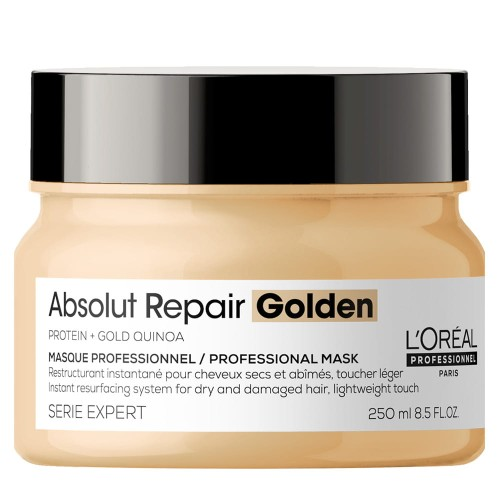 Absolut Repair Golden
PROTEIN + GOLD QUINOA
MASQUE PROFESSIONNEL / PROFESSIONAL MASK
Restructurant instantané pour cheveux secs et abîmés, toucher léger
Instant resurfacing system for dry and damaged hair, lightweight touch
SERIE EXPERT
L'ORÉAL
PROFESSIONNEL
PARIS
250 ml 8.5 FL.OZ.